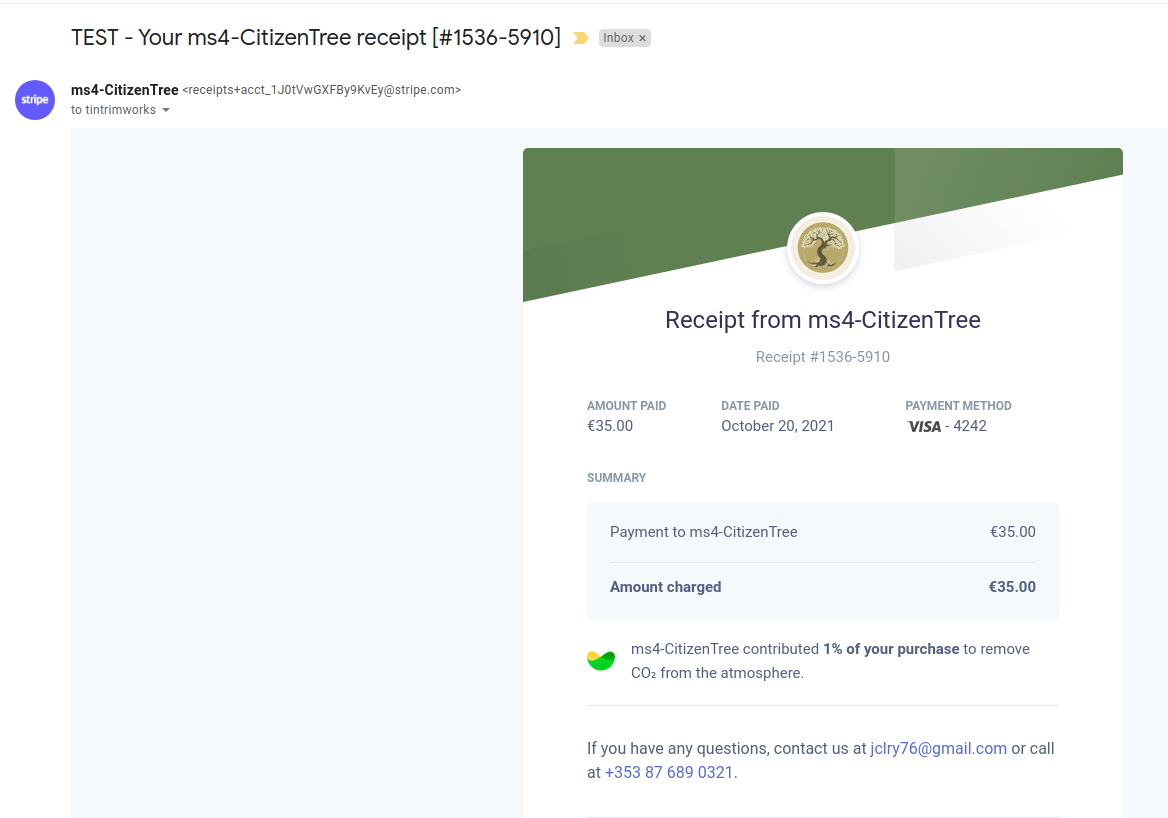 TEST - Your ms4-CitizenTree receipt [#1536-5910]
Inbox ×
stripe
ms4-CitizenTree <receipts+acct_1J0tVwGXFBy9KvEy@stripe.com>
to tintrimworks
Receipt from ms4-CitizenTree
Receipt #1536-5910
AMOUNT PAID DATE PAID PAYMENT METHOD
€35.00 October 20, 2021 VISA - 4242
SUMMARY
Payment to ms4-CitizenTree €35.00
Amount charged €35.00
ms4-CitizenTree contributed 1% of your purchase to remove
CO₂ from the atmosphere.
If you have any questions, contact us at jclry76@gmail.com or call
at +353 87 689 0321.